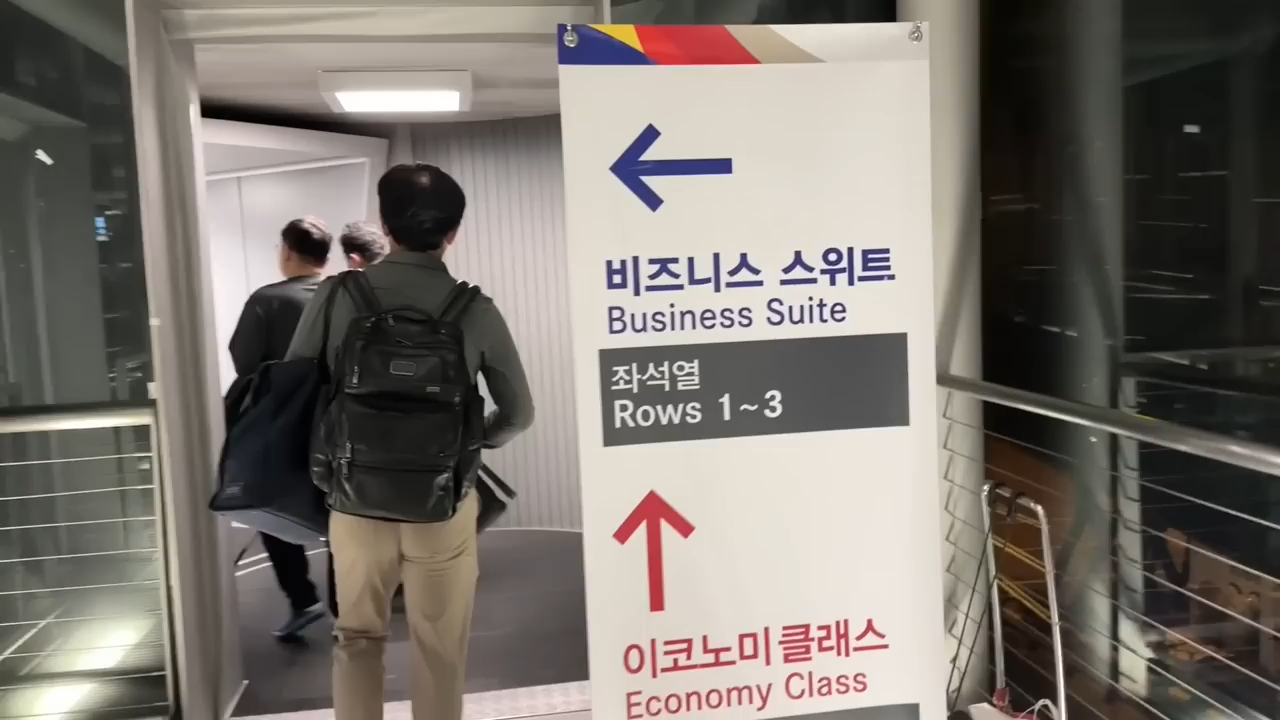 비즈니스 스위트
Business Suite
좌석열
Rows 1~3
이코노미 클래스
Economy Class